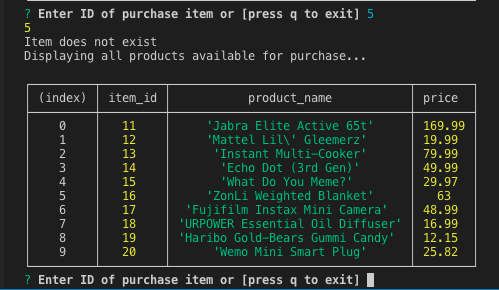 ? Enter ID of purchase item or [press q to exit] 5
5
Item does not exist
Displaying all products available for purchase...
(index) item_id product_name price
0 11 'Jabra Elite Active 65t' 169.99
1 12 'Mattel Lil\' Gleemerz' 19.99
2 13 'Instant Multi-Cooker' 79.99
3 14 'Echo Dot (3rd Gen)' 49.99
4 15 'What Do You Meme?' 29.97
5 16 'ZonLi Weighted Blanket' 63
6 17 'Fujifilm Instax Mini Camera' 48.99
7 18 'URPOWER Essential Oil Diffuser' 16.99
8 19 'Haribo Gold-Bears Gummi Candy' 12.15
9 20 'Wemo Mini Smart Plug' 25.82
? Enter ID of purchase item or [press q to exit]